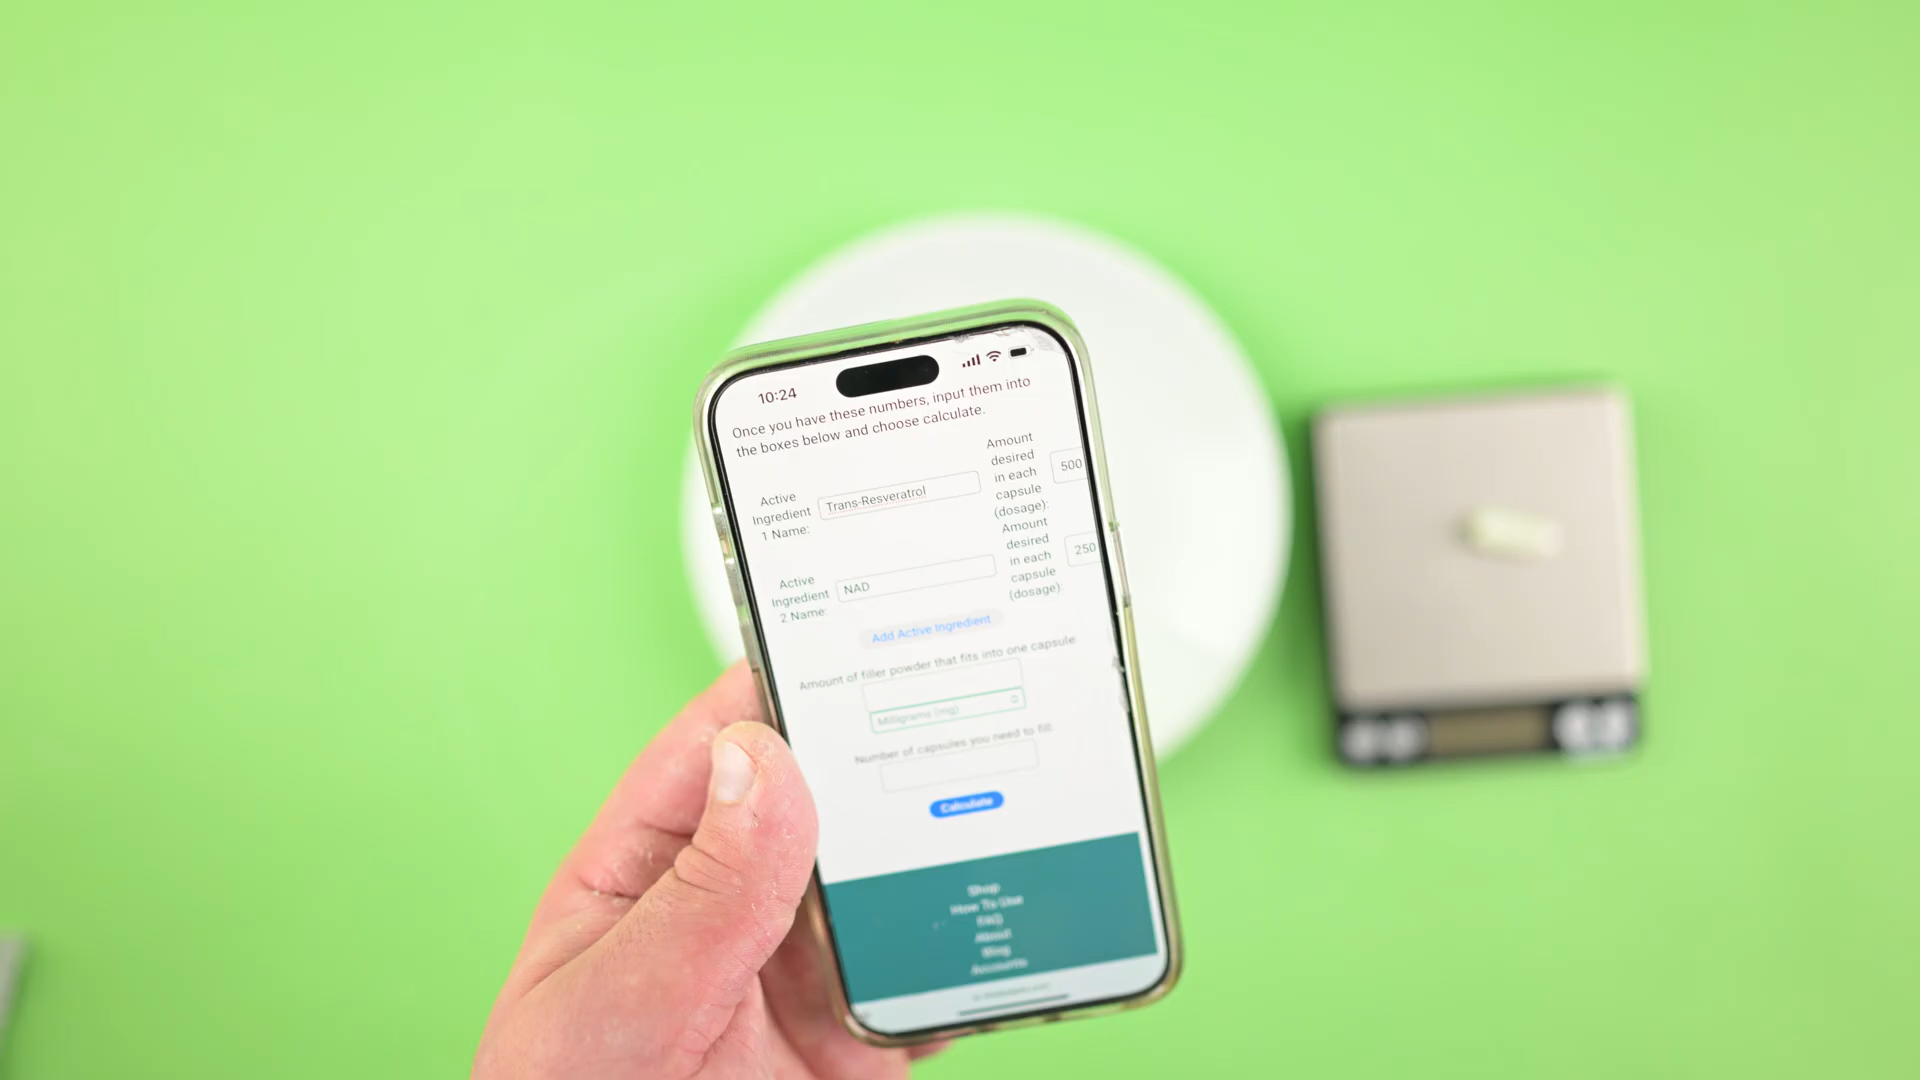 10:24
Once you have these numbers, input them into
the boxes below and choose calculate.
Active
Ingredient
1 Name:
Trans-Resveratrol
Amount
desired
in each
capsule
(dosage):
500
Active
Ingredient
2 Name:
NAD
Amount
desired
in each
capsule
(dosage):
250
Add Active Ingredient
Amount of filler powder that fits into one capsule
Milligrams (mg)
Number of capsules you need to fill:
Calculate
Shop
How To Use
FAQ
About
Blog
Accounts